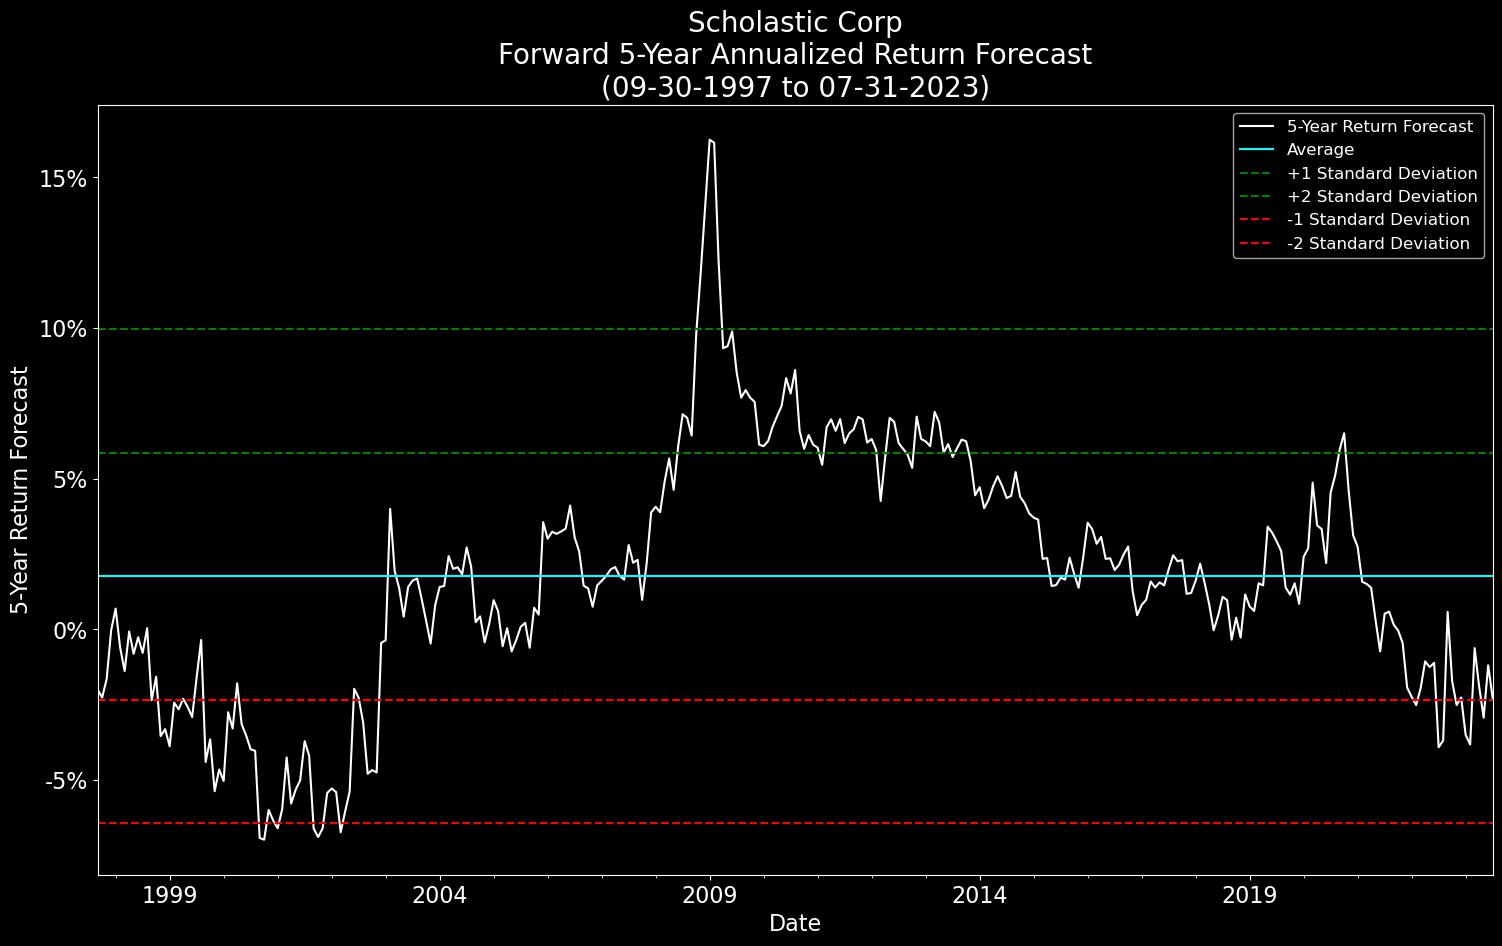 Scholastic Corp
Forward 5-Year Annualized Return Forecast
(09-30-1997 to 07-31-2023)
5-Year Return Forecast
Average
+1 Standard Deviation
+2 Standard Deviation
-1 Standard Deviation
-2 Standard Deviation
15%
10%
5%
0%
-5%
5-Year Return Forecast
1999
2004
2009
2014
2019
Date